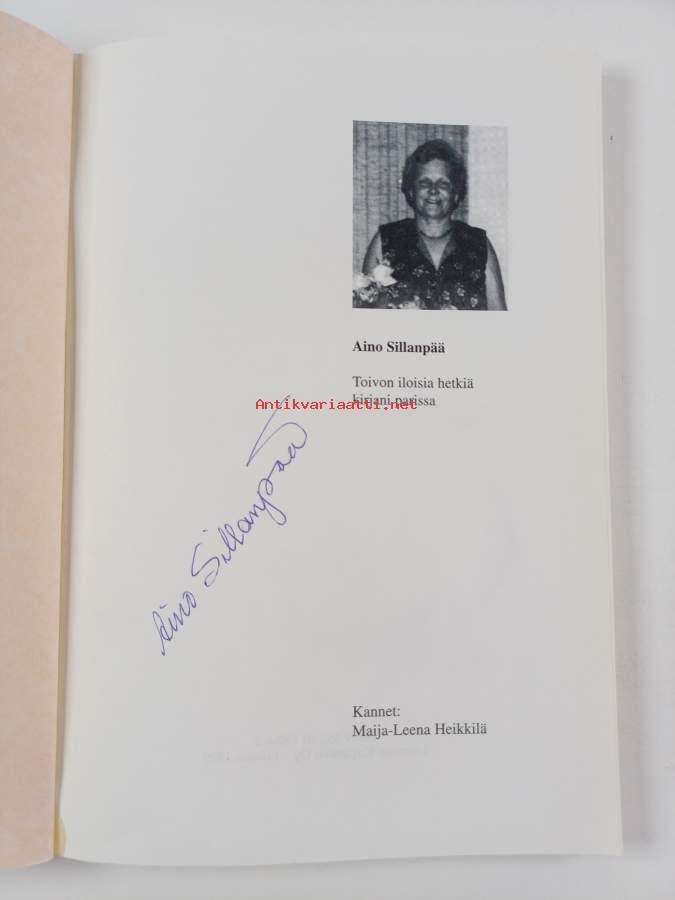 Aino Sillanpää
Toivon iloisia hetkiä
kirjani parissa
Antikvariaatti.net
Aino Sillanpää
Kannet:
Maija-Leena Heikkilä